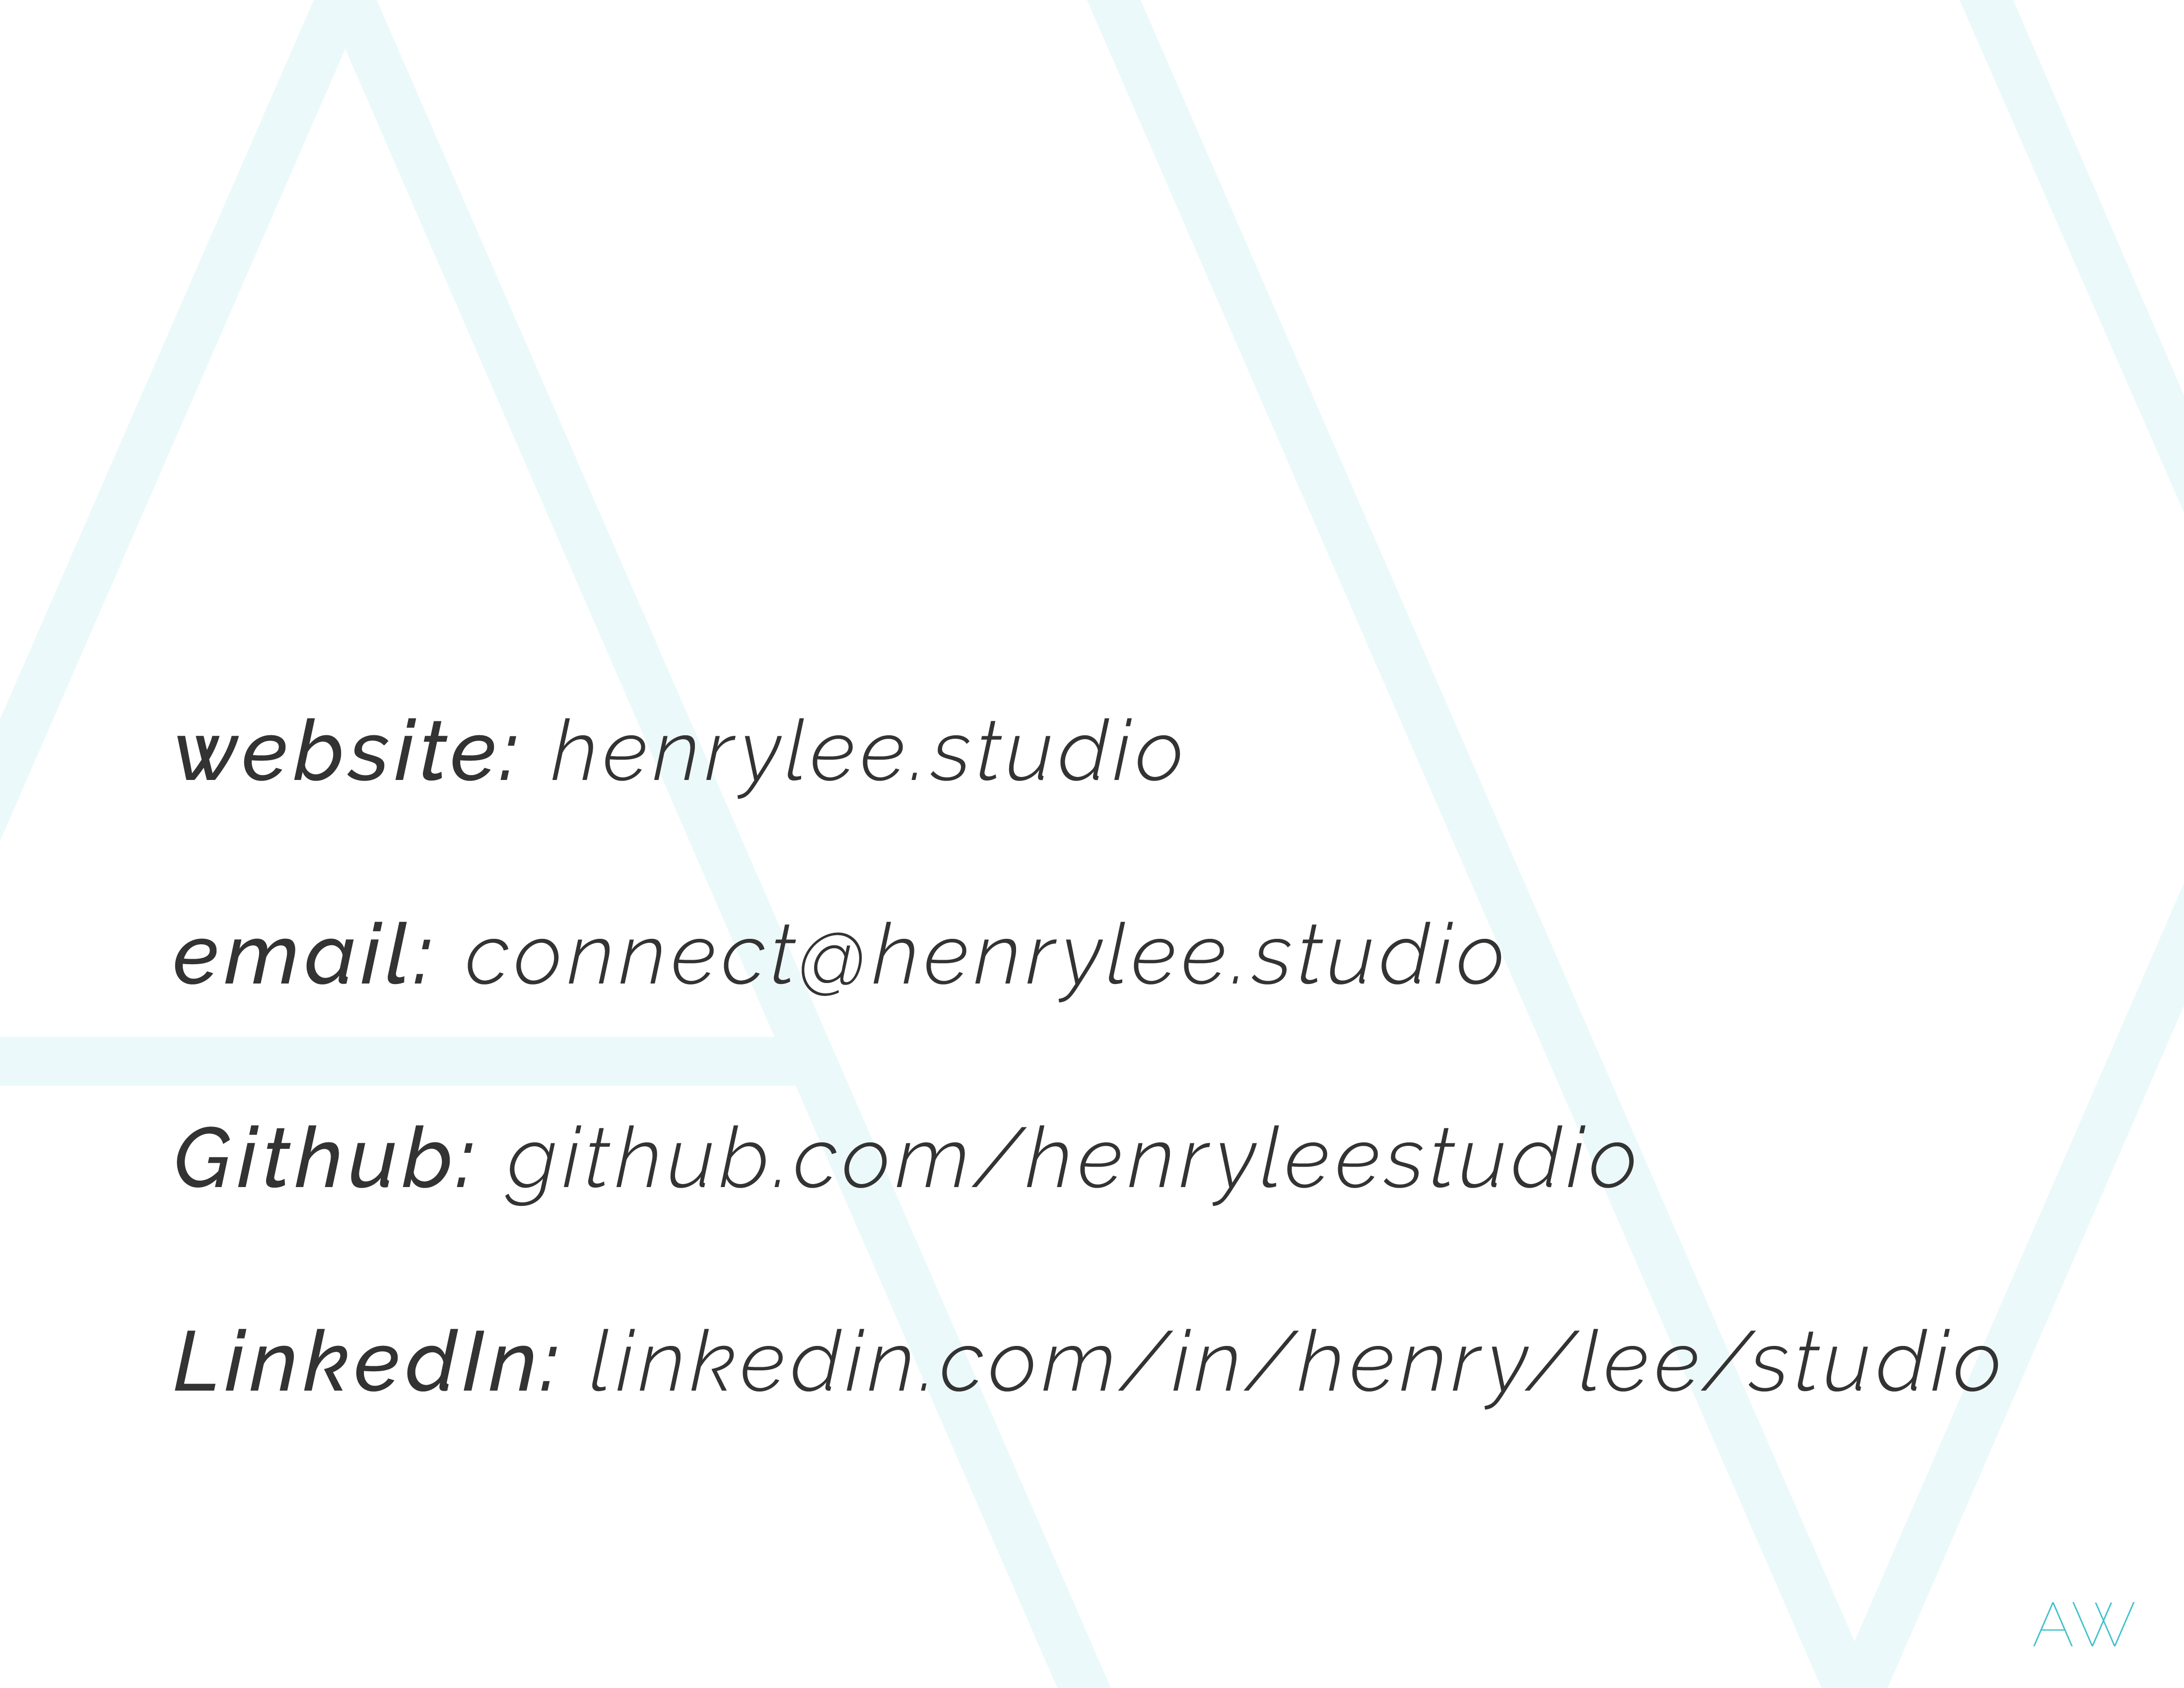 website: henrylee.studio
email: connect@henrylee.studio
Github: github.com/henryleestudio
LinkedIn: linkedin.com/in/henry/lee/studio
AW